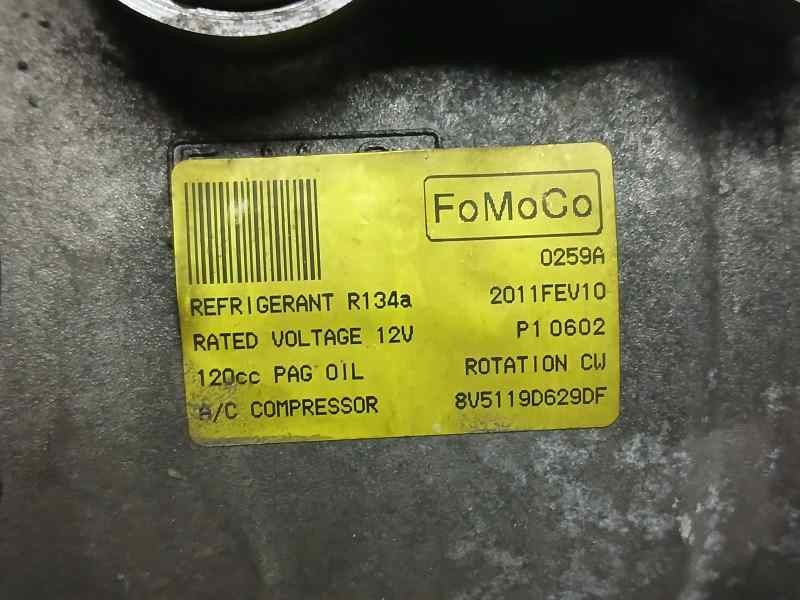 FoMoCo
0259A
REFRIGERANT R134a 2011FEV10
RATED VOLTAGE 12V P1 0602
120cc PAG OIL ROTATION CW
A/C COMPRESSOR 8V5119D629DF